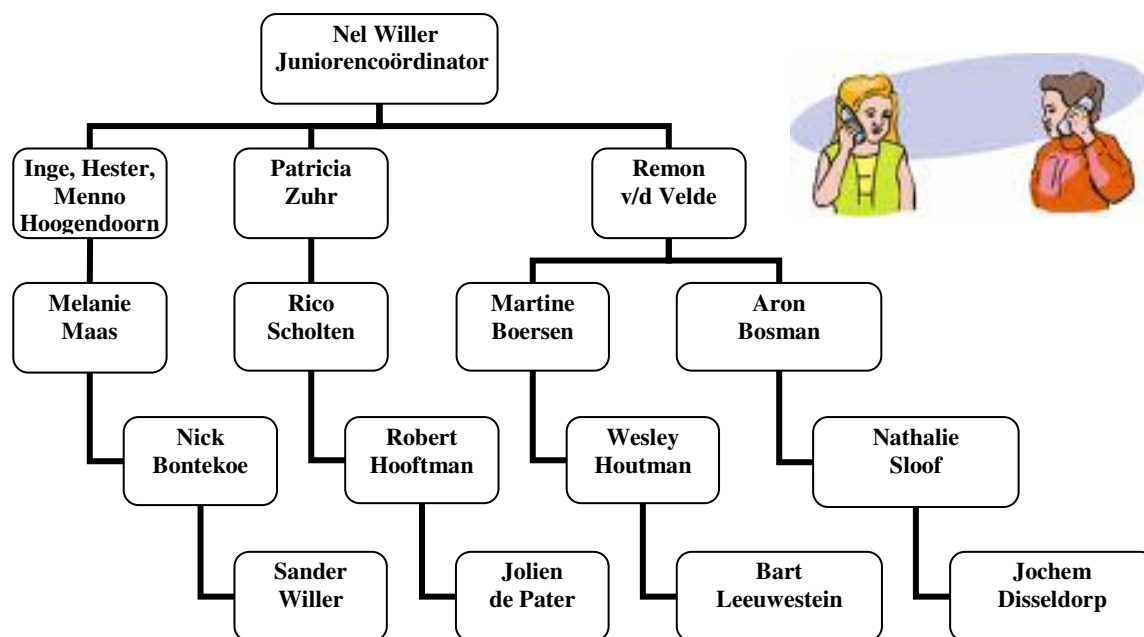 Nel Willer
Juniorencoördinator
Inge, Hester,
Menno
Hoogendoorn
Patricia
Zuhr
Remon
v/d Velde
Melanie
Maas
Rico
Scholten
Martine
Boersen
Aron
Bosman
Nick
Bontekoe
Robert
Hooftman
Wesley
Houtman
Nathalie
Sloof
Sander
Willer
Jolien
de Pater
Bart
Leeuwestein
Jochem
Disseldorp